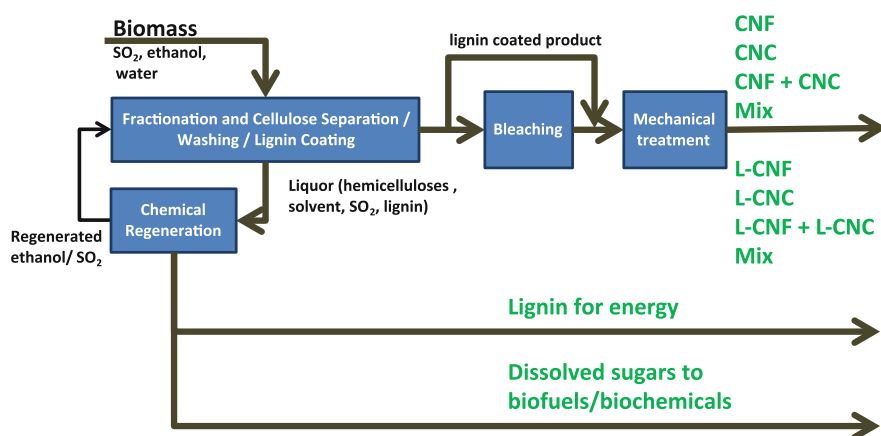 Biomass
SO2, ethanol,
water
lignin coated product
CNF
CNC
CNF + CNC
Mix
Fractionation and Cellulose Separation /
Washing / Lignin Coating
Bleaching
Mechanical
treatment
Liquor (hemicelluloses ,
solvent, SO2, lignin)
Chemical
Regeneration
Regenerated
ethanol/ SO2
L-CNF
L-CNC
L-CNF + L-CNC
Mix
Lignin for energy
Dissolved sugars to
biofuels/biochemicals